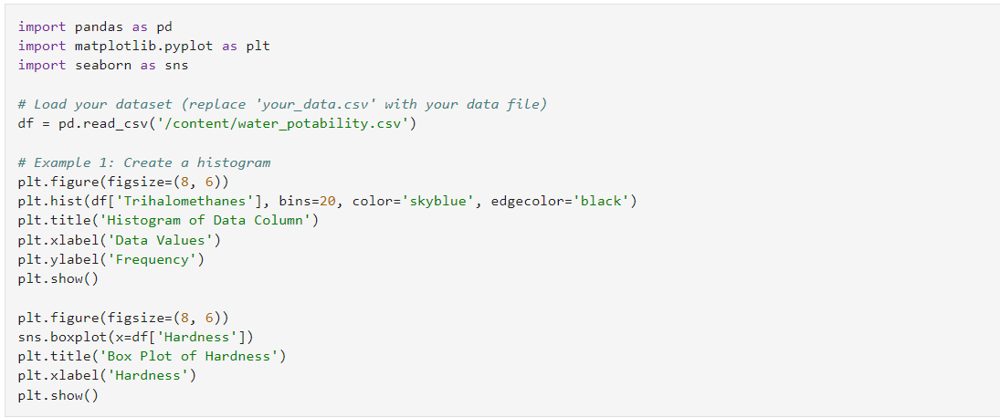 import pandas as pd
import matplotlib.pyplot as plt
import seaborn as sns
# Load your dataset (replace 'your_data.csv' with your data file)
df = pd.read_csv('/content/water_potability.csv')
# Example 1: Create a histogram
plt.figure(figsize=(8, 6))
plt.hist(df['Trihalomethanes'], bins=20, color='skyblue', edgecolor='black')
plt.title('Histogram of Data Column')
plt.xlabel('Data Values')
plt.ylabel('Frequency')
plt.show()
plt.figure(figsize=(8, 6))
sns.boxplot(x=df['Hardness'])
plt.title('Box Plot of Hardness')
plt.xlabel('Hardness')
plt.show()